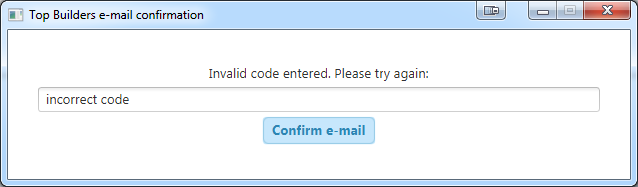 Top Builders e-mail confirmation
Invalid code entered. Please try again:
incorrect code
Confirm e-mail